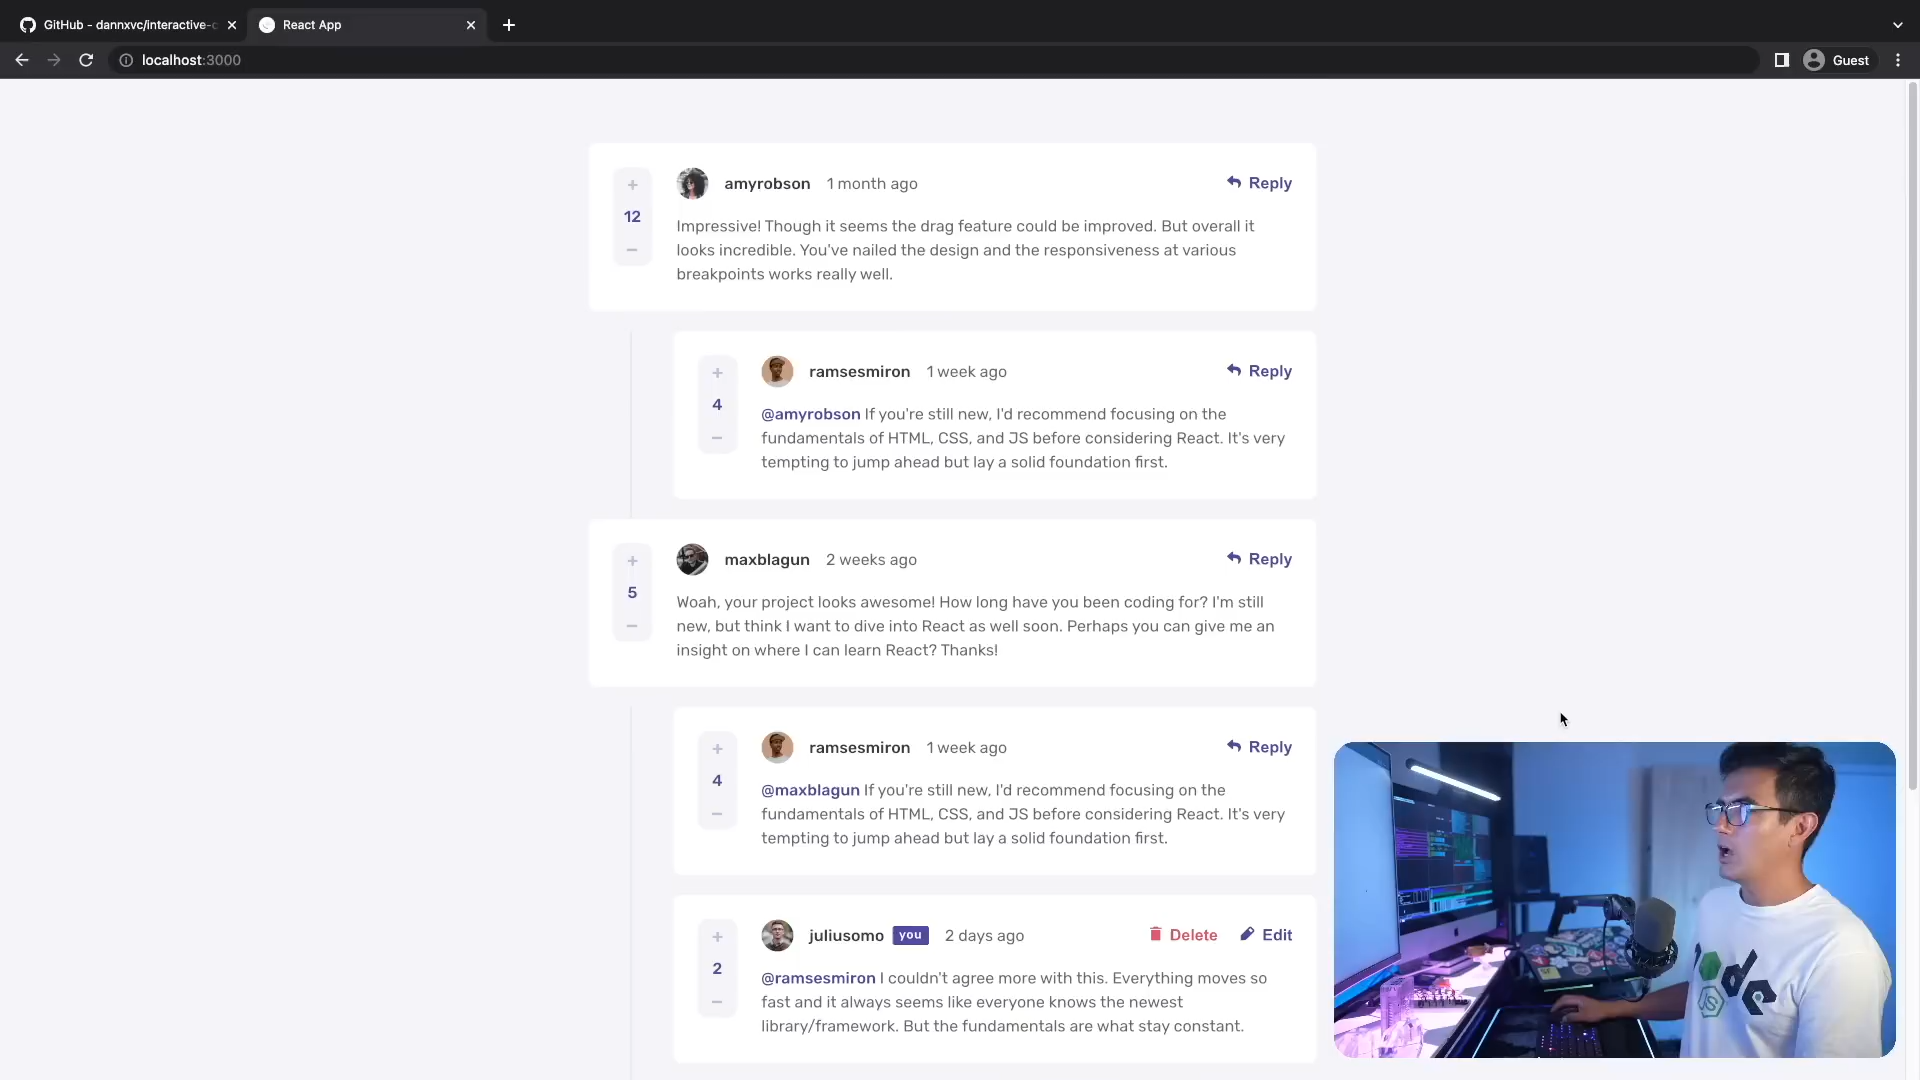 GitHub - dannxvc/interactive-c
React App
localhost:3000
Guest
amyrobson 1 month ago Reply
+
12
−
Impressive! Though it seems the drag feature could be improved. But overall it
looks incredible. You've nailed the design and the responsiveness at various
breakpoints works really well.
ramsesmiron 1 week ago Reply
+
4
−
@amyrobson If you're still new, I'd recommend focusing on the
fundamentals of HTML, CSS, and JS before considering React. It's very
tempting to jump ahead but lay a solid foundation first.
maxblagun 2 weeks ago Reply
+
5
−
Woah, your project looks awesome! How long have you been coding for? I'm still
new, but think I want to dive into React as well soon. Perhaps you can give me an
insight on where I can learn React? Thanks!
ramsesmiron 1 week ago Reply
+
4
−
@maxblagun If you're still new, I'd recommend focusing on the
fundamentals of HTML, CSS, and JS before considering React. It's very
tempting to jump ahead but lay a solid foundation first.
juliusomo you 2 days ago Delete Edit
+
2
−
@ramsesmiron I couldn't agree more with this. Everything moves so
fast and it always seems like everyone knows the newest
library/framework. But the fundamentals are what stay constant.
node
JS